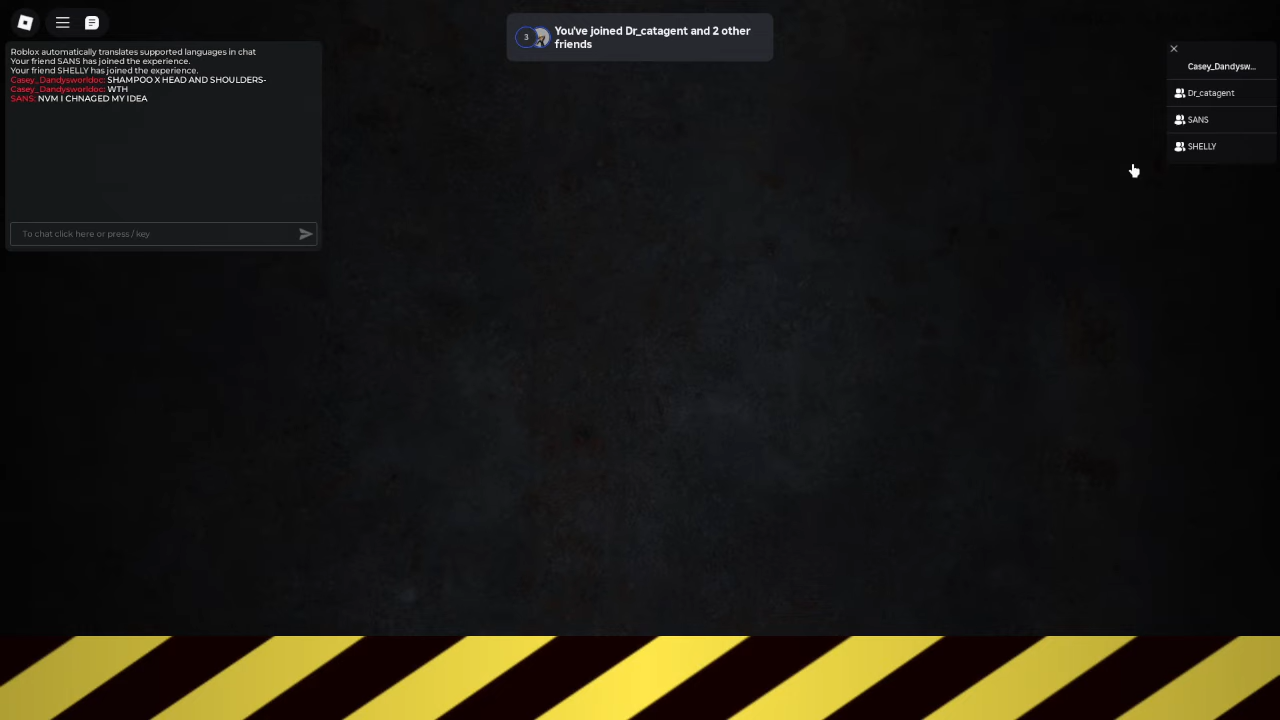 You've joined Dr_catagent and 2 other
friends
3
Roblox automatically translates supported languages in chat
Your friend SANS has joined the experience.
Your friend SHELLY has joined the experience.
Casey_Dandysworldoc: SHAMPOO X HEAD AND SHOULDERS-
Casey_Dandysworldoc: WTH
SANS: NVM I CHNAGED MY IDEA
To chat click here or press / key
Casey_Dandysw...
Dr_catagent
SANS
SHELLY